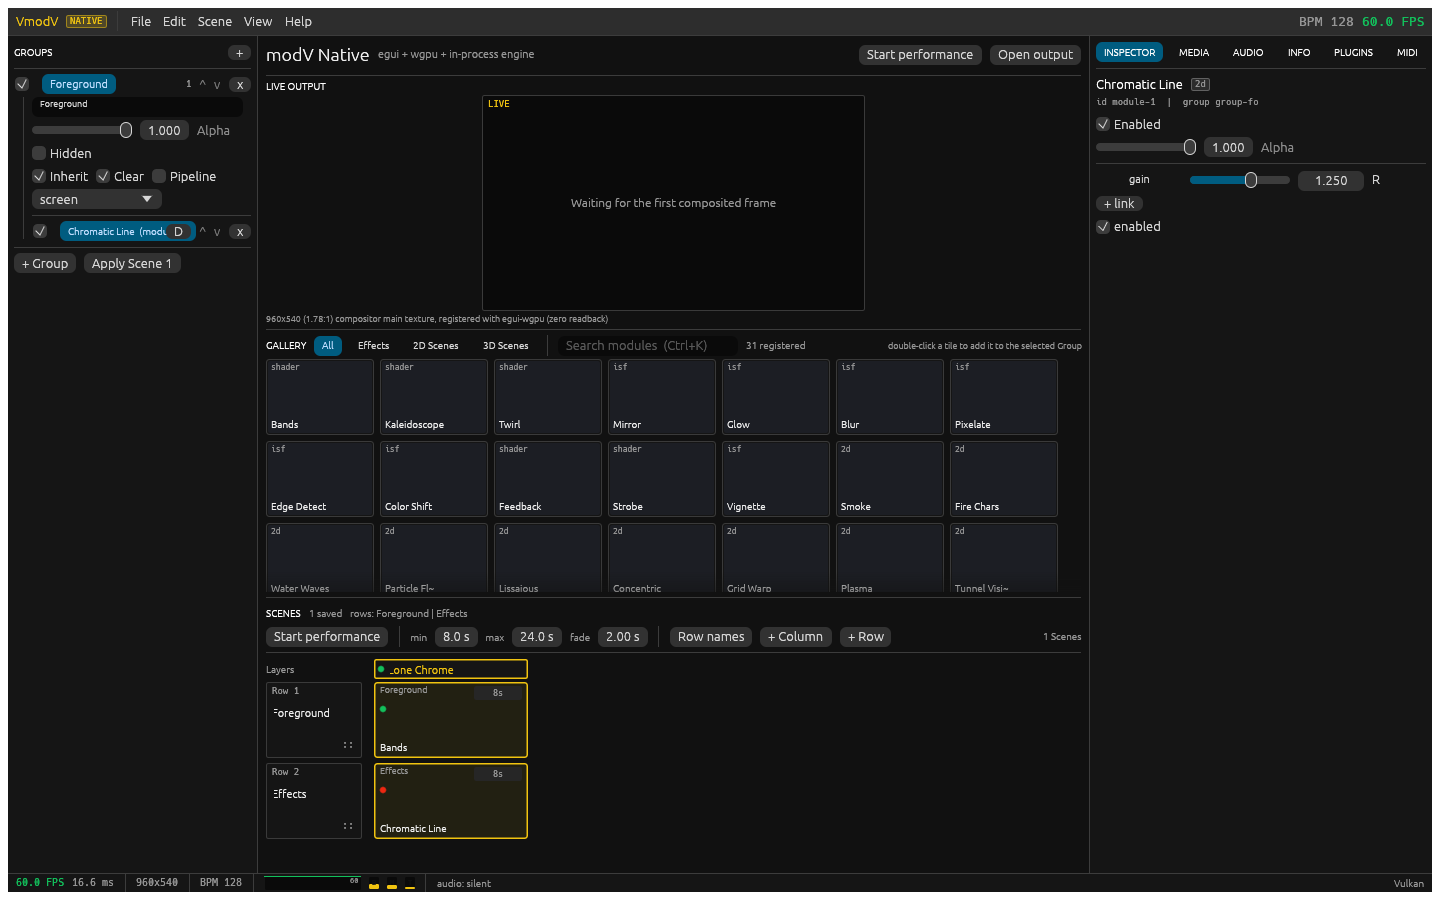 VmodV NATIVE File Edit Scene View Help BPM 128 60.0 FPS
GROUPS +
Foreground 1 ^ v x
Foreground
1.000 Alpha
Hidden
Inherit Clear Pipeline
screen
Chromatic Line (modu D ^ v x
+ Group Apply Scene 1
modV Native egui + wgpu + in-process engine Start performance Open output
LIVE OUTPUT
LIVE
Waiting for the first composited frame
960x540 (1.78:1) compositor main texture, registered with egui-wgpu (zero readback)
GALLERY All Effects 2D Scenes 3D Scenes Search modules (Ctrl+K) 31 registered double-click a tile to add it to the selected Group
shader shader shader isf isf isf isf
Bands Kaleidoscope Twirl Mirror Glow Blur Pixelate
isf isf shader shader isf 2d 2d
Edge Detect Color Shift Feedback Strobe Vignette Smoke Fire Chars
2d 2d 2d 2d 2d 2d 2d
Water Waves Particle Fl~ Lissajous Concentric Grid Warp Plasma Tunnel Visi~
SCENES 1 saved rows: Foreground | Effects
Start performance min 8.0 s max 24.0 s fade 2.00 s Row names + Column + Row 1 Scenes
Layers one Chrome
Row 1 Foreground 8s
Foreground
Bands
Row 2 Effects 8s
Effects
Chromatic Line
INSPECTOR MEDIA AUDIO INFO PLUGINS MIDI
Chromatic Line 2d
id module-1 | group group-fo
Enabled
1.000 Alpha
gain 1.250 R
+ link
enabled
60.0 FPS 16.6 ms 960x540 BPM 128 60 audio: silent Vulkan